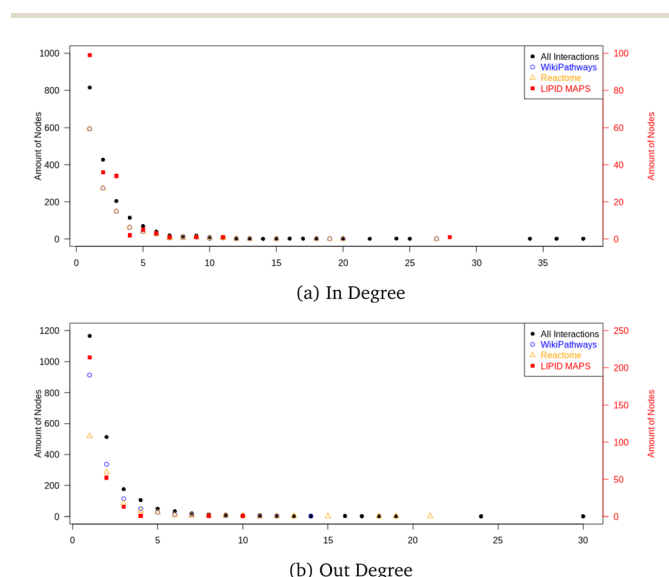 1000
800
600
400
200
0
Amount of Nodes
All Interactions
WikiPathways
Reactome
LIPID MAPS
100
80
60
40
20
0
Amount of Nodes
0 5 10 15 20 25 30 35
(a) In Degree
1200
1000
800
600
400
200
0
Amount of Nodes
All Interactions
WikiPathways
Reactome
LIPID MAPS
250
200
150
100
50
0
Amount of Nodes
0 5 10 15 20 25 30
(b) Out Degree